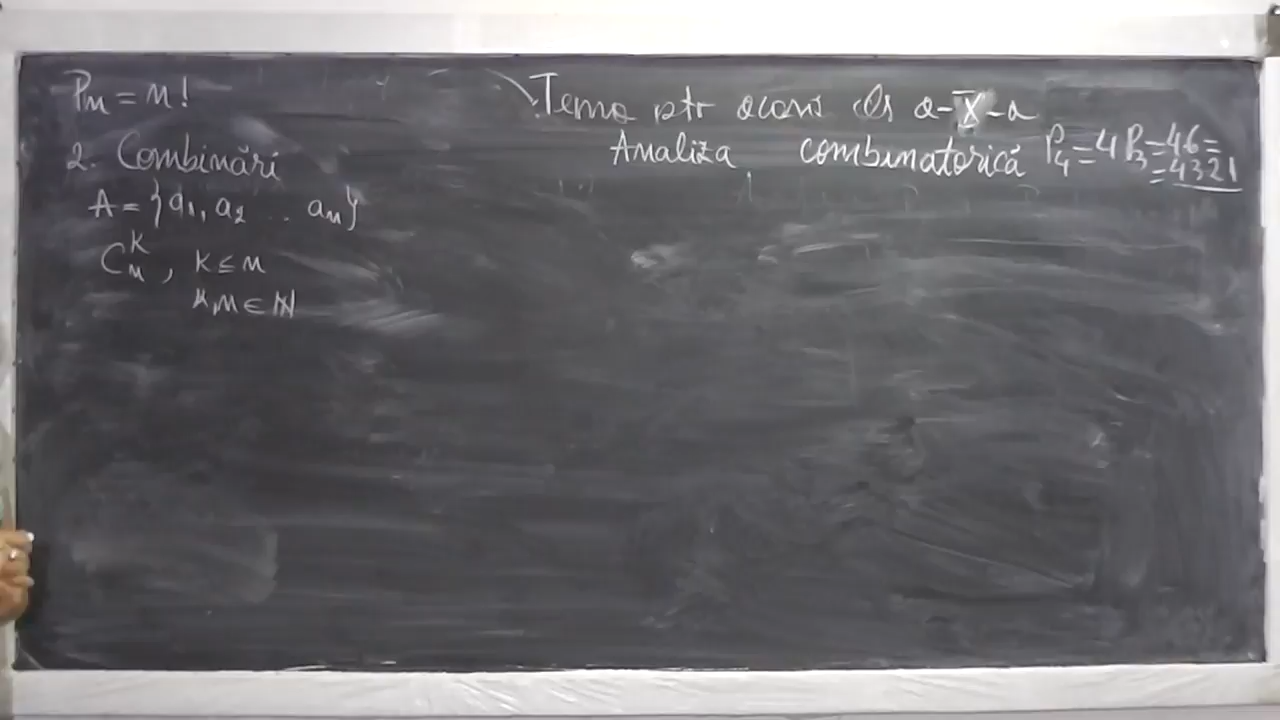 Pn = n!
2. Combinări
A = {a1, a2 .. an}
C_n^k, k ≤ n
k, n ∈ ℕ
Tema ptr acasă cls a-X-a
Analiza combinatorică
P4 = 4 P3 = 4 6 =
= 4 3 2 1